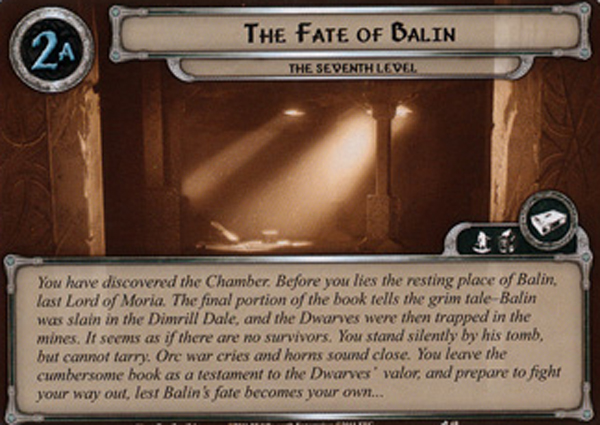 2A
THE FATE OF BALIN
THE SEVENTH LEVEL
You have discovered the Chamber. Before you lies the resting place of Balin,
last Lord of Moria. The final portion of the book tells the grim tale–Balin
was slain in the Dimrill Dale, and the Dwarves were then trapped in the
mines. It seems as if there are no survivors. You stand silently by his tomb,
but cannot tarry. Orc war cries and horns sound close. You leave the
cumbersome book as a testament to the Dwarves' valor, and prepare to fight
your way out, lest Balin's fate becomes your own...